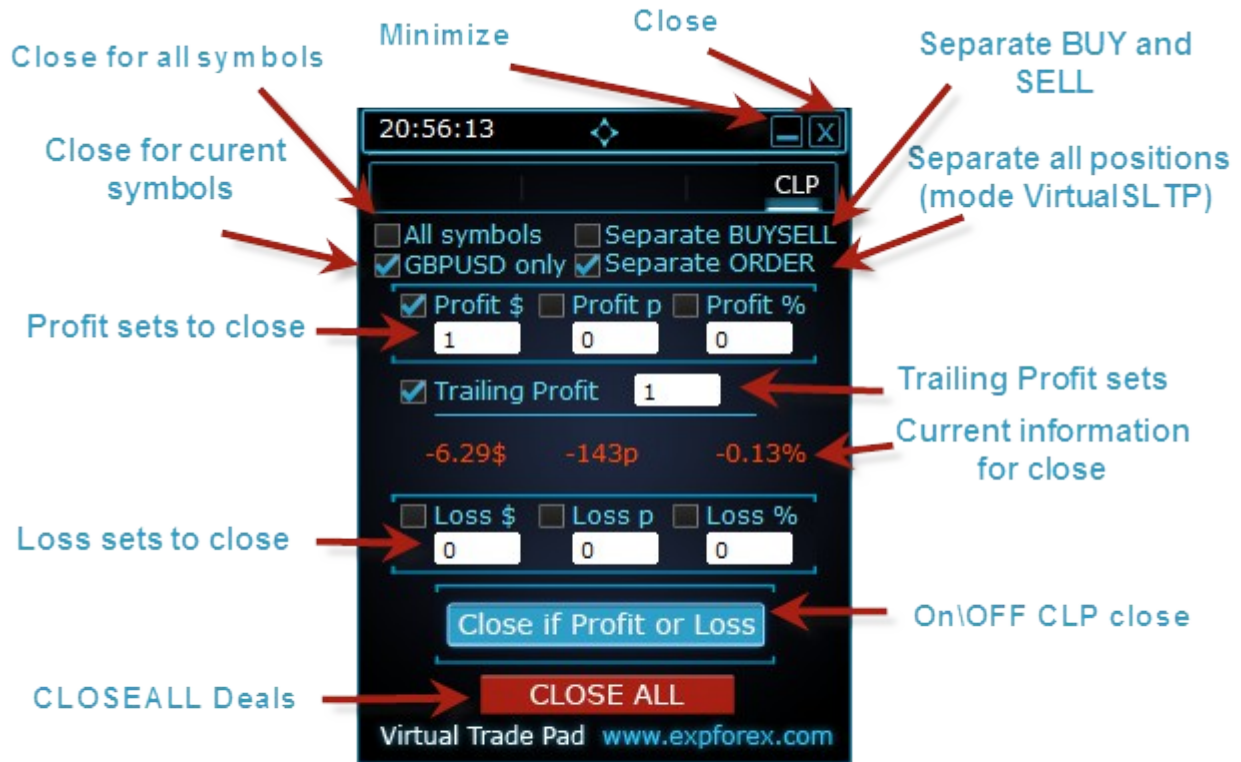 Close
Minimize
Separate BUY and
SELL
Close for all symbols
20:56:13
X
Close for curent
symbols
Separate all positions
(mode VirtualSLTP)
CLP
All symbols
Separate BUYSELL
GBPUSD only
Separate ORDER
Profit $
Profit p
Profit %
Profit sets to close
1
0
0
Trailing Profit
1
Trailing Profit sets
-6.29$
-143p
-0.13%
Current information
for close
Loss $
Loss p
Loss %
Loss sets to close
0
0
0
Close if Profit or Loss
On\OFF CLP close
CLOSEALL Deals
CLOSE ALL
Virtual Trade Pad www.expforex.com